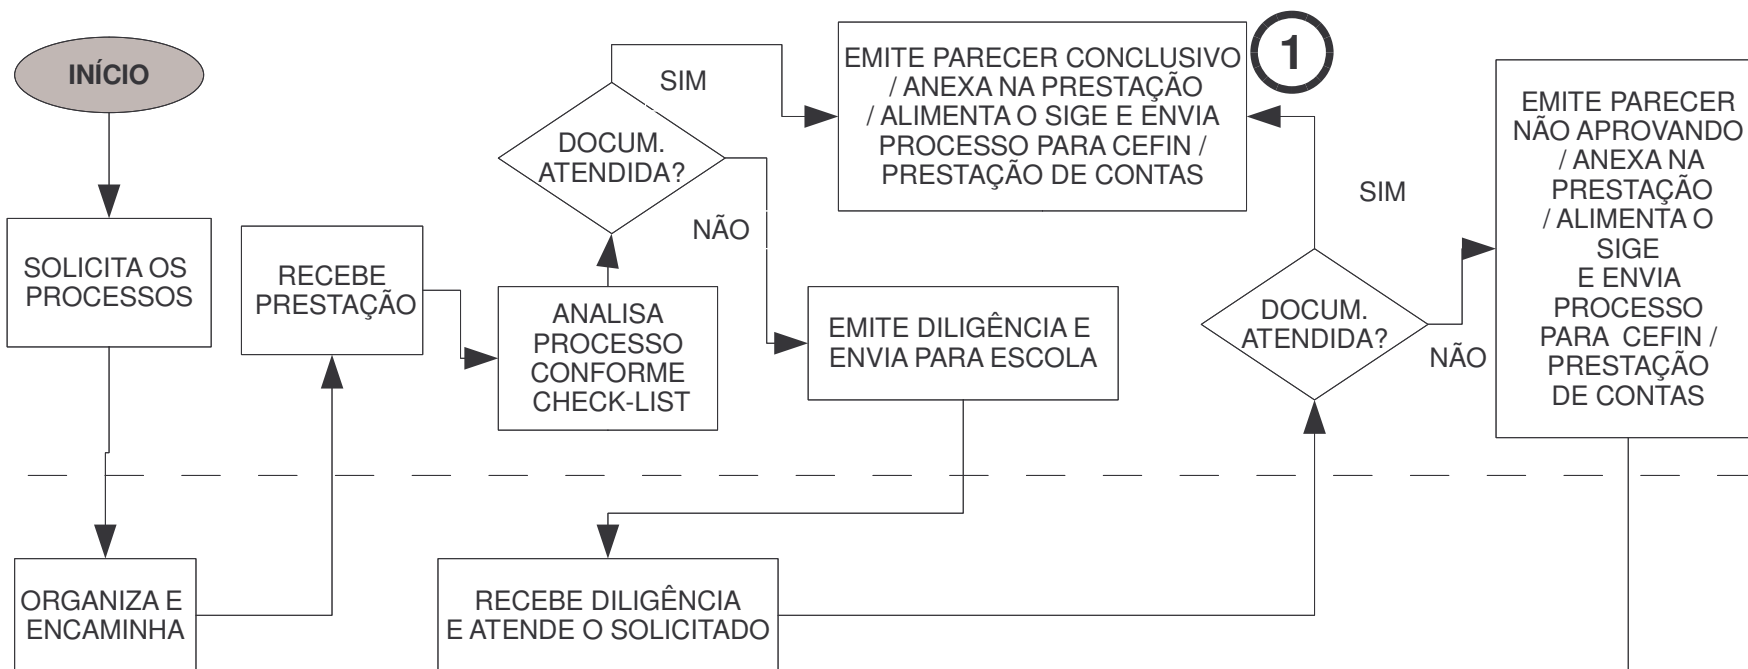 INÍCIO
SOLICITA OS
PROCESSOS
ORGANIZA E
ENCAMINHA
RECEBE
PRESTAÇÃO
ANALISA
PROCESSO
CONFORME
CHECK-LIST
DOCUM.
ATENDIDA?
SIM
NÃO
EMITE PARECER CONCLUSIVO
/ ANEXA NA PRESTAÇÃO
/ ALIMENTA O SIGE E ENVIA
PROCESSO PARA CEFIN /
PRESTAÇÃO DE CONTAS
1
EMITE DILIGÊNCIA E
ENVIA PARA ESCOLA
RECEBE DILIGÊNCIA
E ATENDE O SOLICITADO
DOCUM.
ATENDIDA?
SIM
NÃO
EMITE PARECER
NÃO APROVANDO
/ ANEXA NA
PRESTAÇÃO
/ ALIMENTA O
SIGE
E ENVIA
PROCESSO
PARA CEFIN /
PRESTAÇÃO
DE CONTAS